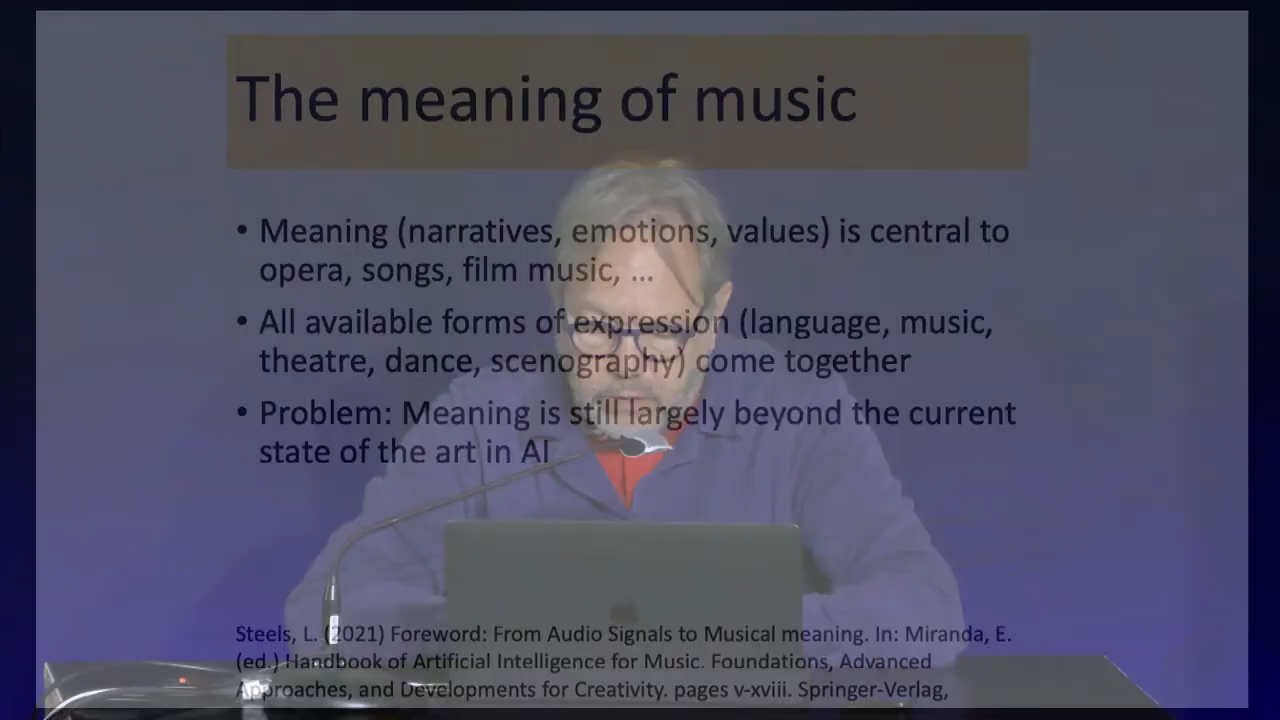 The meaning of music
• Meaning (narratives, emotions, values) is central to
opera, songs, film music, ...
• All available forms of expression (language, music,
theatre, dance, scenography) come together
• Problem: Meaning is still largely beyond the current
state of the art in AI
Steels, L. (2021) Foreword: From Audio Signals to Musical meaning. In: Miranda, E.
(ed.) Handbook of Artificial Intelligence for Music. Foundations, Advanced
Approaches, and Developments for Creativity. pages v-xviii. Springer-Verlag,